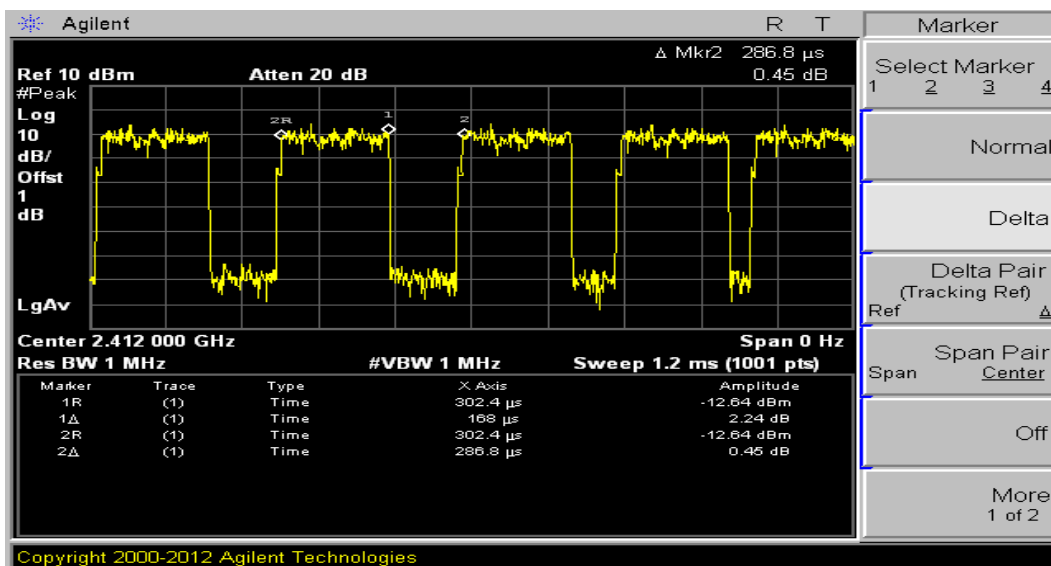 Agilent R T Marker
Δ Mkr2 286.8 µs
Ref 10 dBm Atten 20 dB 0.45 dB
Select Marker
1 2 3 4
#Peak
Log
10
dB/
Offst
1
dB
2R 1 2
Normal
Delta
Delta Pair
(Tracking Ref)
Ref Δ
LgAv
Center 2.412 000 GHz Span 0 Hz
Res BW 1 MHz #VBW 1 MHz Sweep 1.2 ms (1001 pts)
Span Pair
Span Center
Marker Trace Type X Axis Amplitude
1R (1) Time 302.4 µs -12.64 dBm
1Δ (1) Time 168 µs 2.24 dB
2R (1) Time 302.4 µs -12.64 dBm
2Δ (1) Time 286.8 µs 0.45 dB
Off
More
1 of 2
Copyright 2000-2012 Agilent Technologies